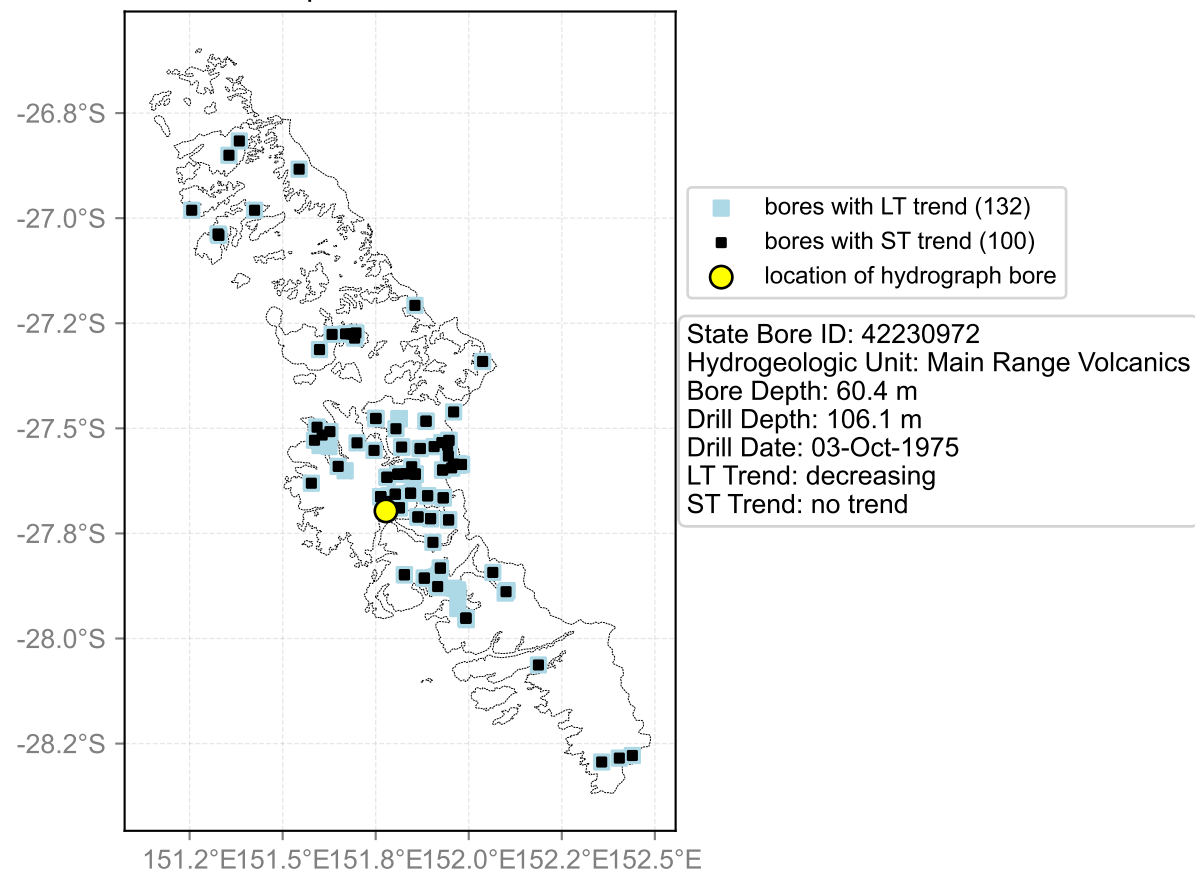 -26.8°S
-27.0°S
-27.2°S
-27.5°S
-27.8°S
-28.0°S
-28.2°S
151.2°E151.5°E151.8°E152.0°E152.2°E152.5°E
bores with LT trend (132)
bores with ST trend (100)
location of hydrograph bore
State Bore ID: 42230972
Hydrogeologic Unit: Main Range Volcanics
Bore Depth: 60.4 m
Drill Depth: 106.1 m
Drill Date: 03-Oct-1975
LT Trend: decreasing
ST Trend: no trend